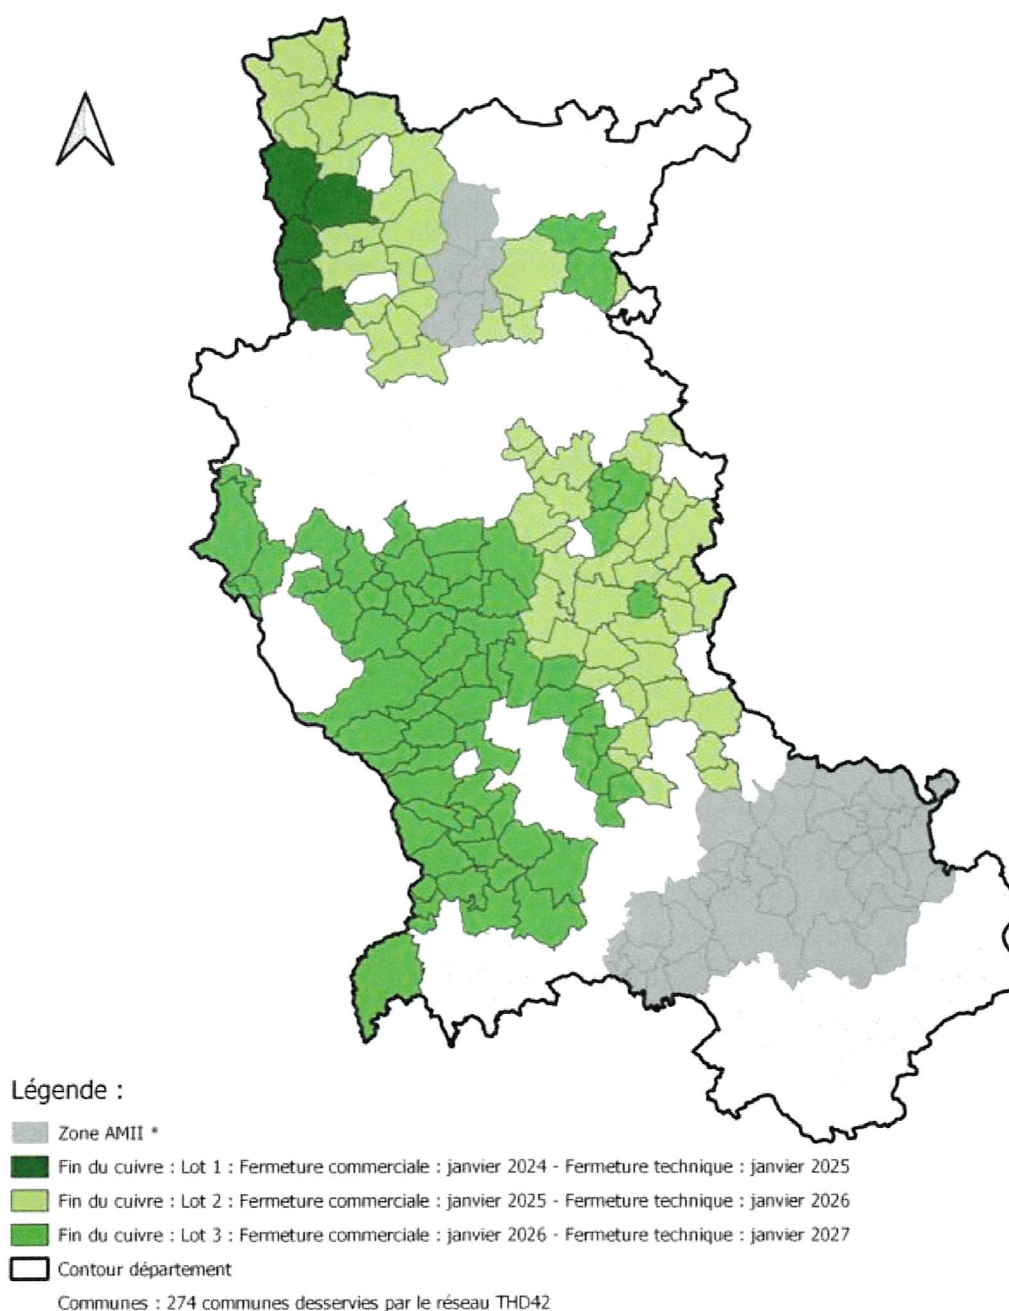 Légende :
Zone AMII *
Fin du cuivre : Lot 1 : Fermeture commerciale : janvier 2024 - Fermeture technique : janvier 2025
Fin du cuivre : Lot 2 : Fermeture commerciale : janvier 2025 - Fermeture technique : janvier 2026
Fin du cuivre : Lot 3 : Fermeture commerciale : janvier 2026 - Fermeture technique : janvier 2027
Contour département
Communes : 274 communes desservies par le réseau THD42